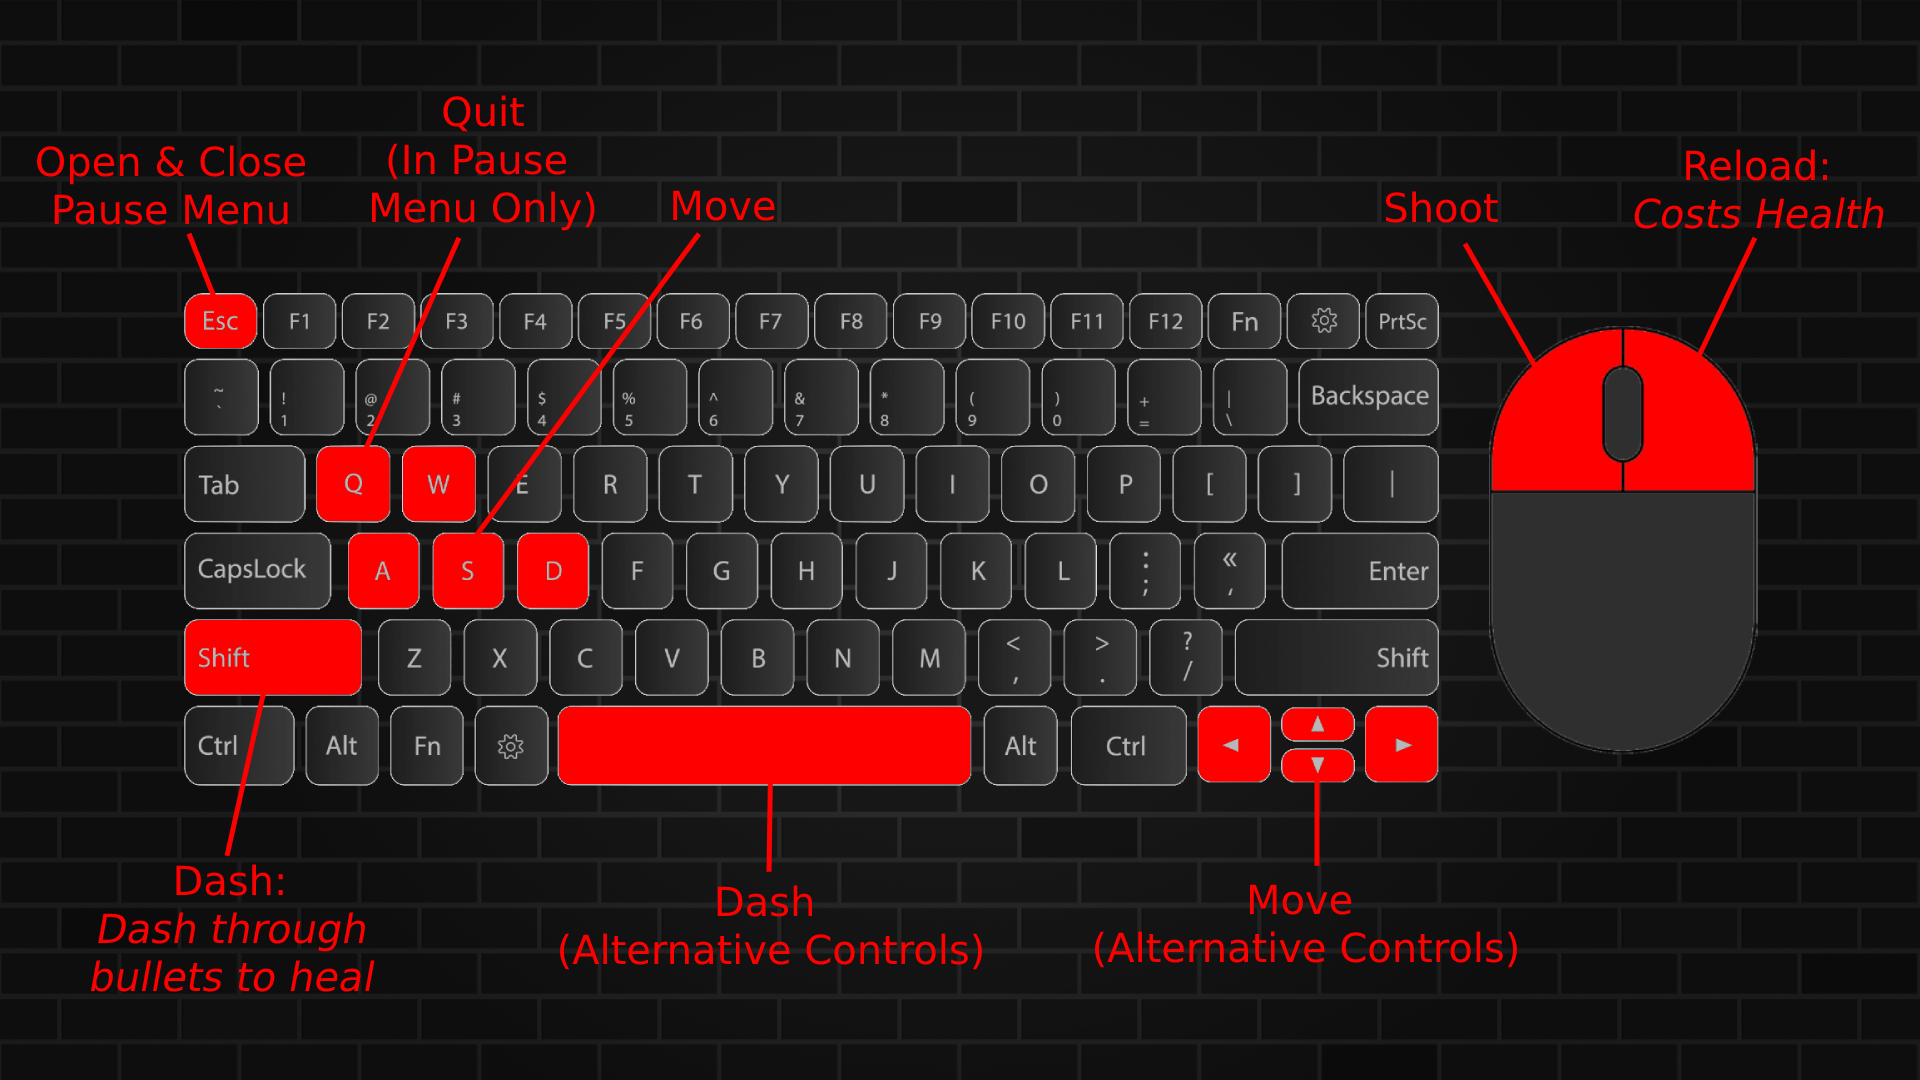 Quit
(In Pause
Menu Only)
Open & Close
Pause Menu
Move
Shoot
Reload:
Costs Health
Esc F1 F2 F3 F4 F5 F6 F7 F8 F9 F10 F11 F12 Fn PrtSc
~ ! @ # $ % ^ & * ( ) + |
` 1 2 3 4 5 6 7 8 9 0 = \ Backspace
Tab Q W E R T Y U I O P [ ] |
CapsLock A S D F G H J K L : ; « , Enter
Shift Z X C V B N M < , > . ? / Shift
Ctrl Alt Fn Alt Ctrl ◄ ▲ ▼ ►
Dash:
Dash through
bullets to heal
Dash
(Alternative Controls)
Move
(Alternative Controls)